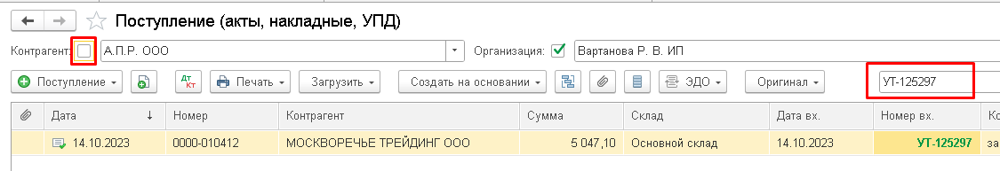 Поступление (акты, накладные, УПД)
Контрагент: А.П.Р. ООО Организация: Вартанова Р. В. ИП
Поступление Дт Кт Печать Загрузить Создать на основании ЭДО Оригинал УТ-125297
Дата ↓ Номер Контрагент Сумма Склад Дата вх. Номер вх. Ко
14.10.2023 0000-010412 МОСКВОРЕЧЬЕ ТРЕЙДИНГ ООО 5 047,10 Основной склад 14.10.2023 УТ-125297 за